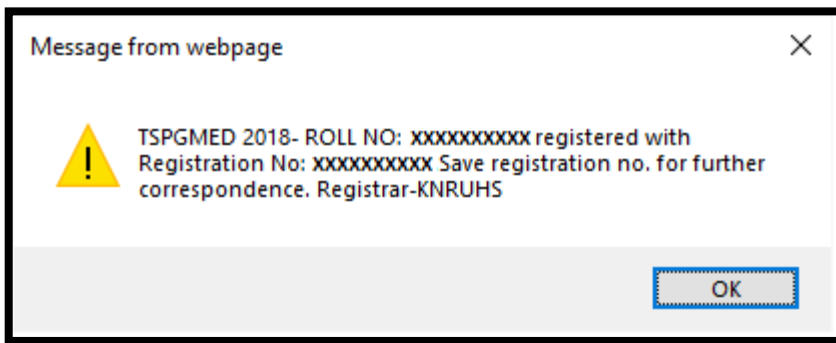 Message from webpage
TSPGMED 2018- ROLL NO: xxxxxxxxxx registered with
Registration No: xxxxxxxxxx Save registration no. for further
correspondence. Registrar-KNRUHS
OK